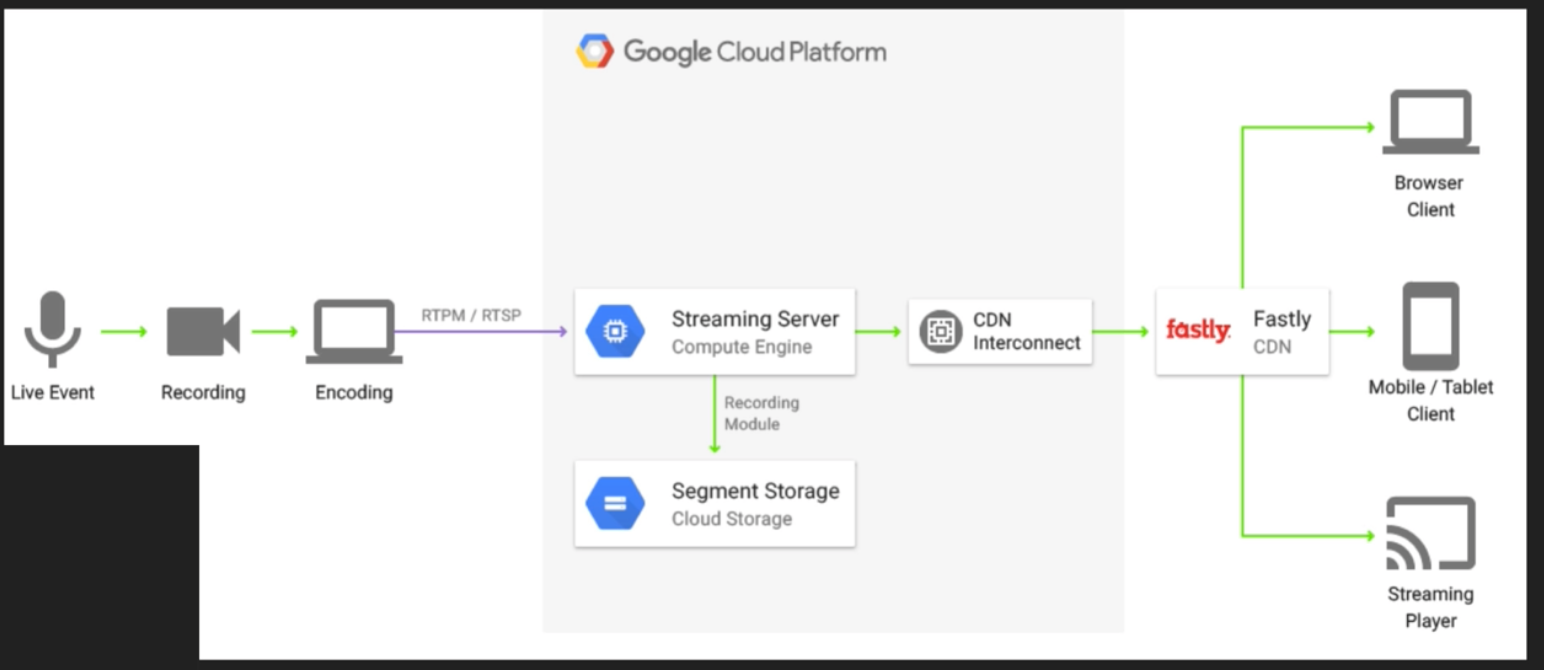 Google Cloud Platform
Browser
Client
RTPM / RTSP
Streaming Server
Compute Engine
CDN
Interconnect
fastly.
Fastly
CDN
Live Event
Recording
Encoding
Mobile / Tablet
Client
Recording
Module
Segment Storage
Cloud Storage
Streaming
Player